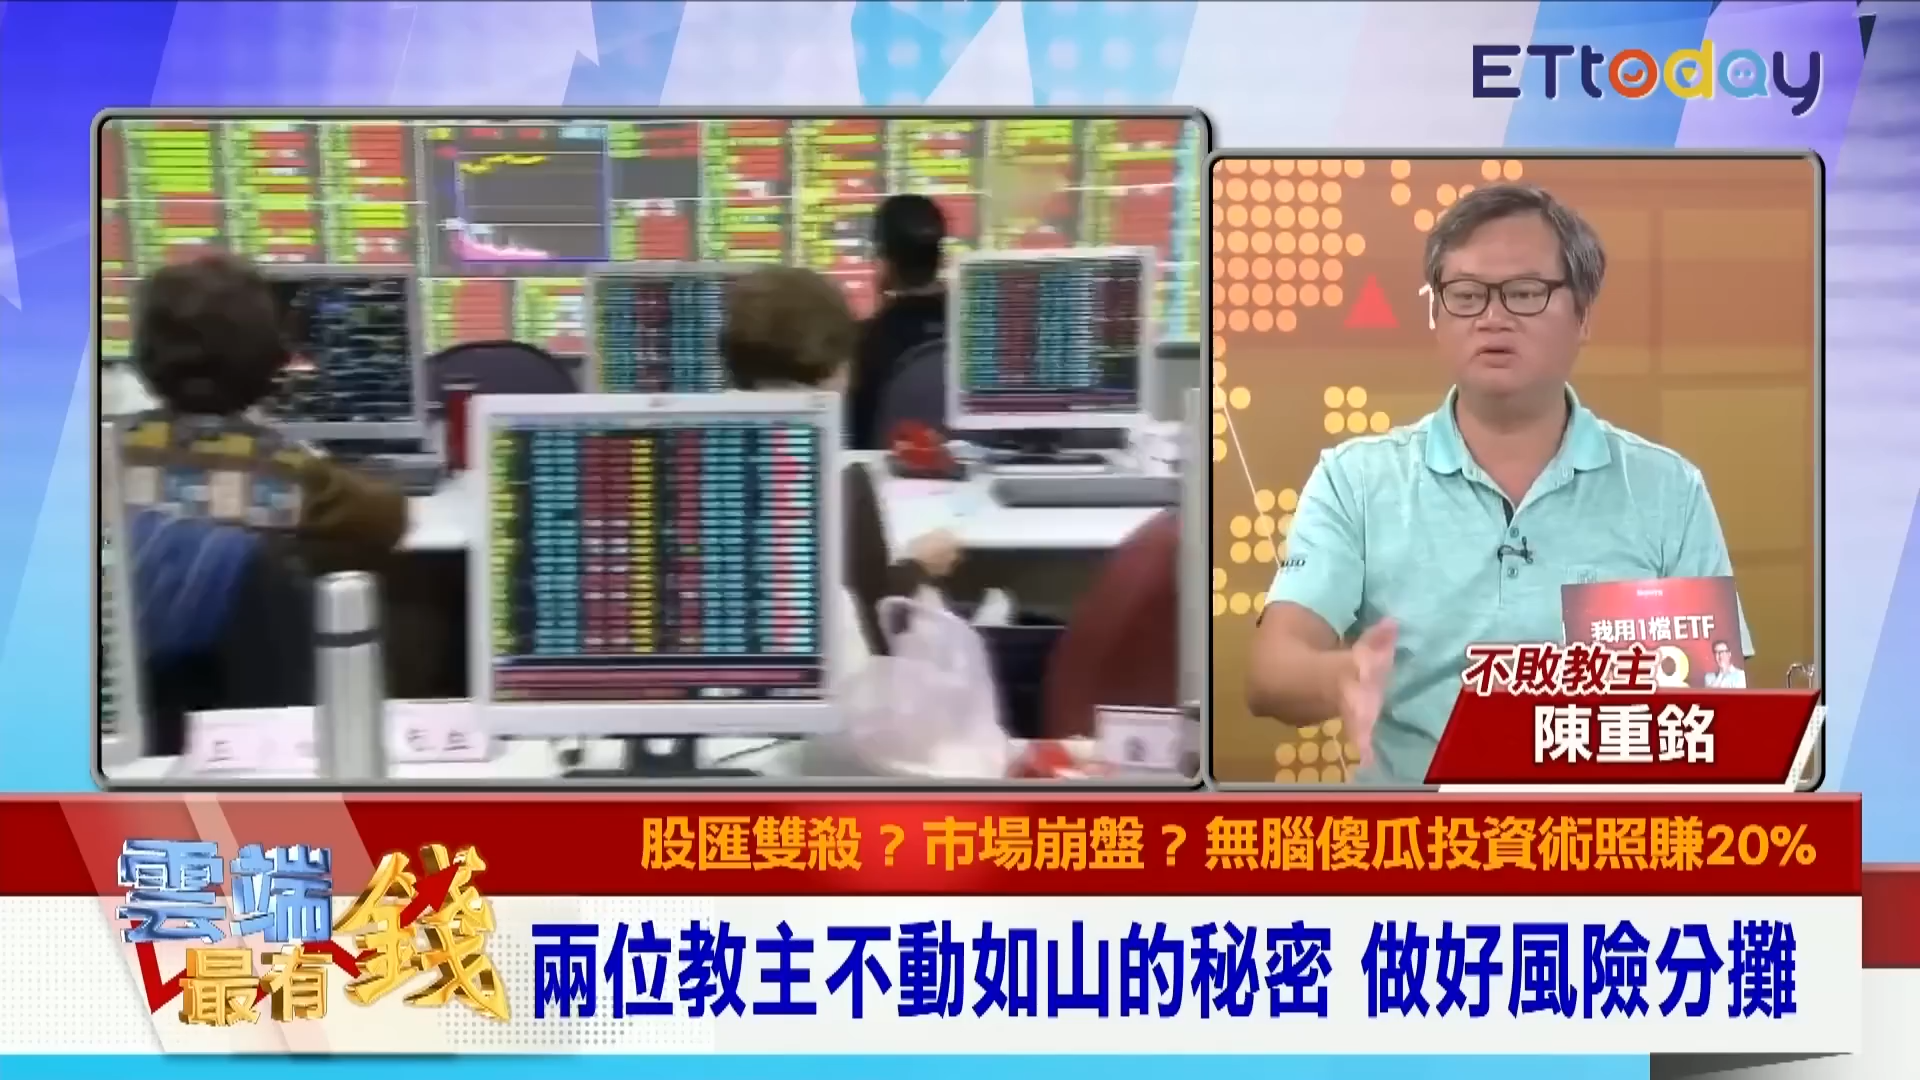 ETtoday
我用1檔ETF
不敗教主
陳重銘
股匯雙殺？市場崩盤？無腦傻瓜投資術照賺20%
雲端最有錢
兩位教主不動如山的秘密 做好風險分攤